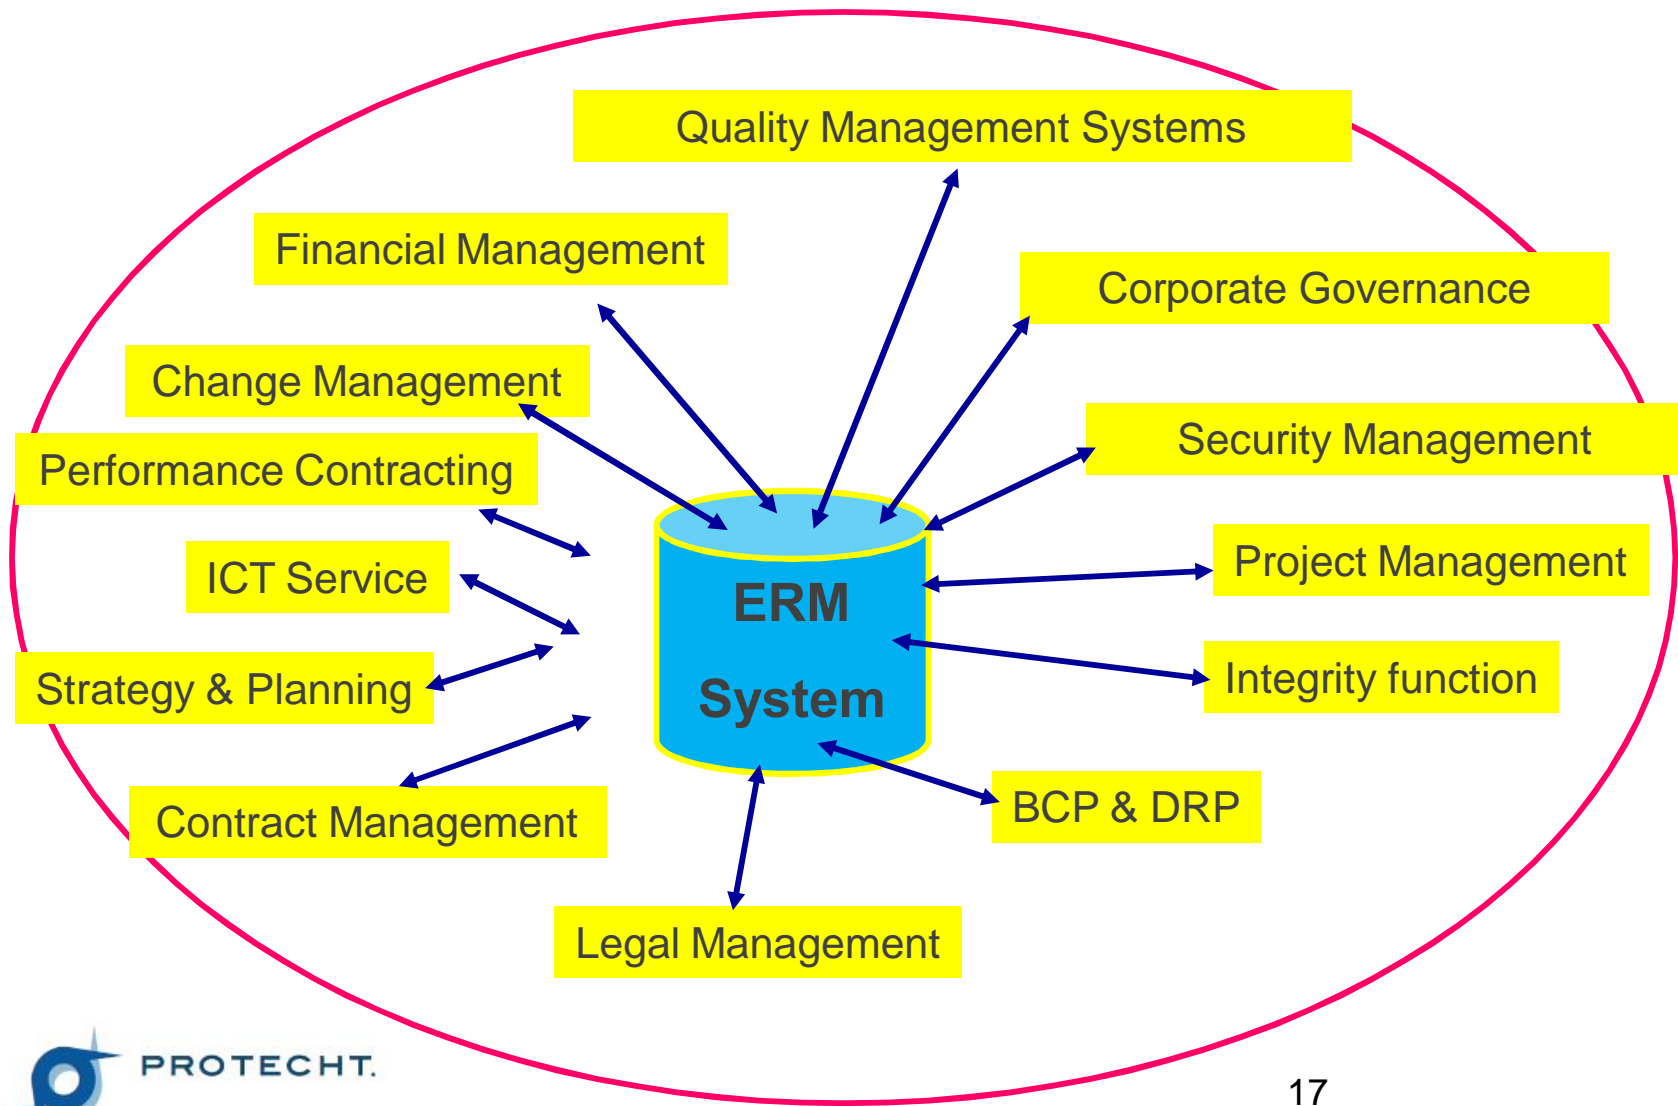 Quality Management Systems
Financial Management
Corporate Governance
Change Management
Security Management
Performance Contracting
Project Management
ICT Service
ERM
System
Integrity function
Strategy & Planning
BCP & DRP
Contract Management
Legal Management
PROTECHT.
17